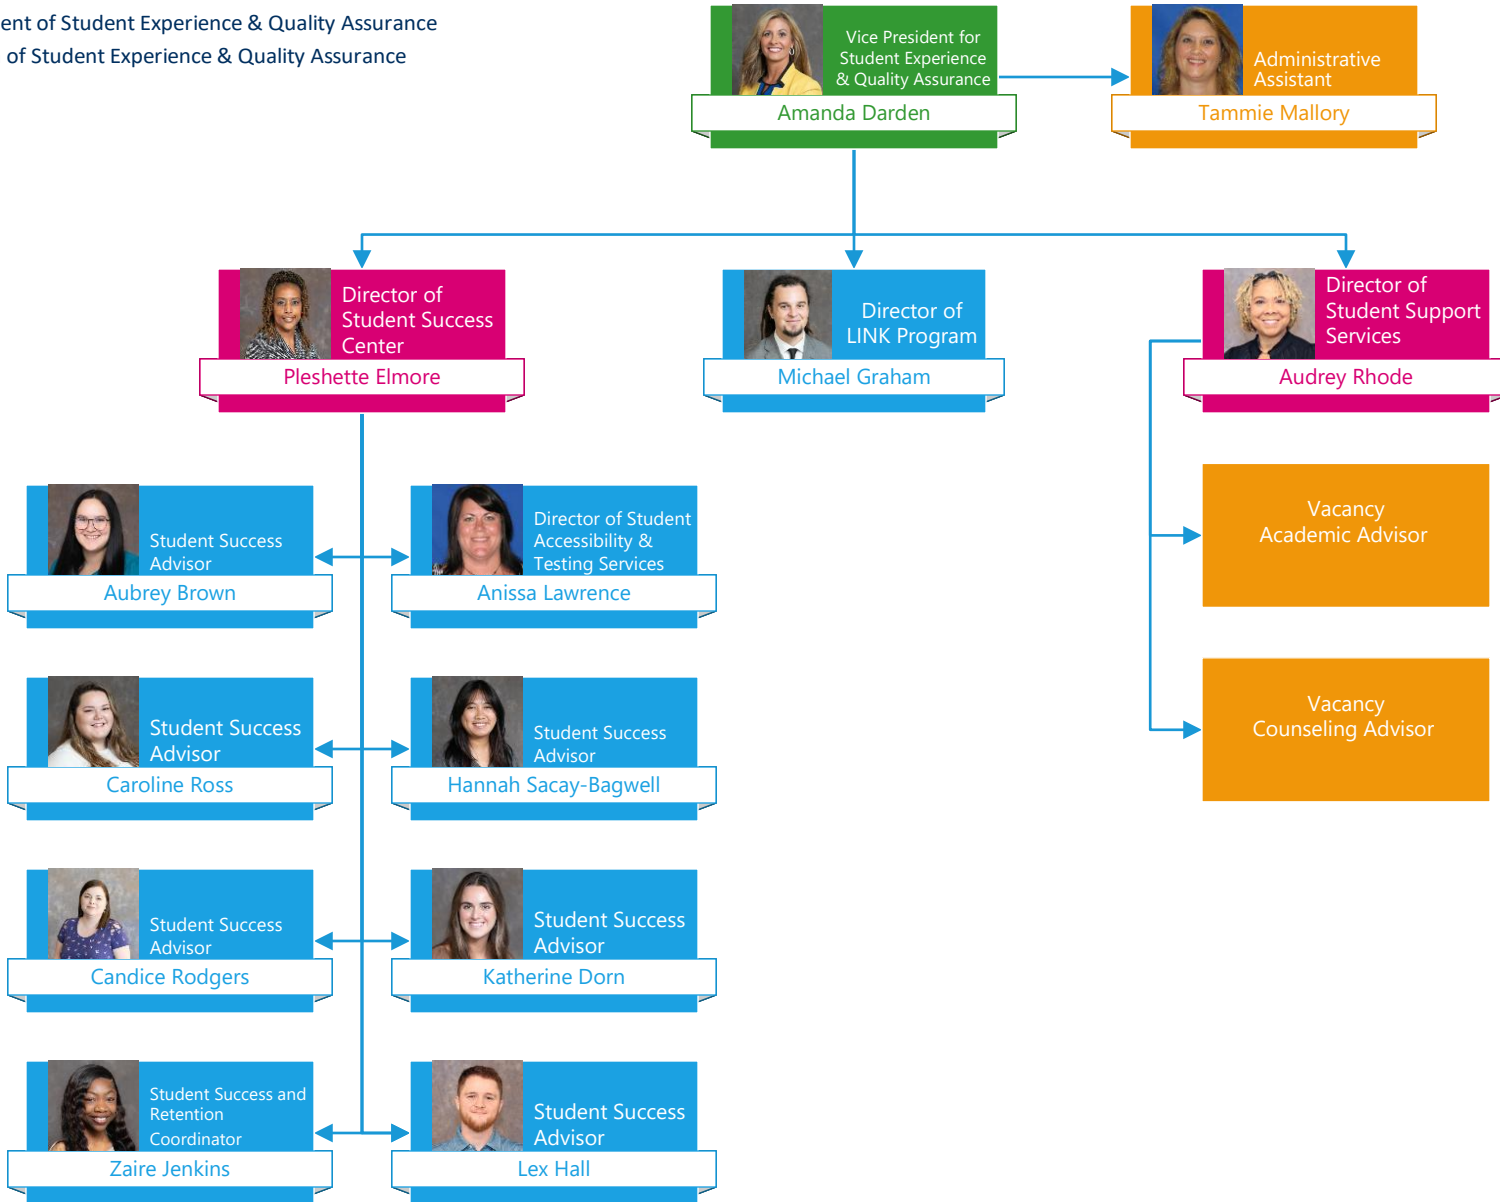 of Student Experience & Quality Assurance
of Student Experience & Quality Assurance
Vice President for
Student Experience
& Quality Assurance
Amanda Darden
Administrative
Assistant
Tammie Mallory
Director of
Student Success
Center
Pleshette Elmore
Director of
LINK Program
Michael Graham
Director of
Student Support
Services
Audrey Rhode
Student Success
Advisor
Aubrey Brown
Director of Student
Accessibility &
Testing Services
Anissa Lawrence
Vacancy
Academic Advisor
Student Success
Advisor
Caroline Ross
Student Success
Advisor
Hannah Sacay-Bagwell
Vacancy
Counseling Advisor
Student Success
Advisor
Candice Rodgers
Student Success
Advisor
Katherine Dorn
Student Success and
Retention
Coordinator
Zaire Jenkins
Student Success
Advisor
Lex Hall